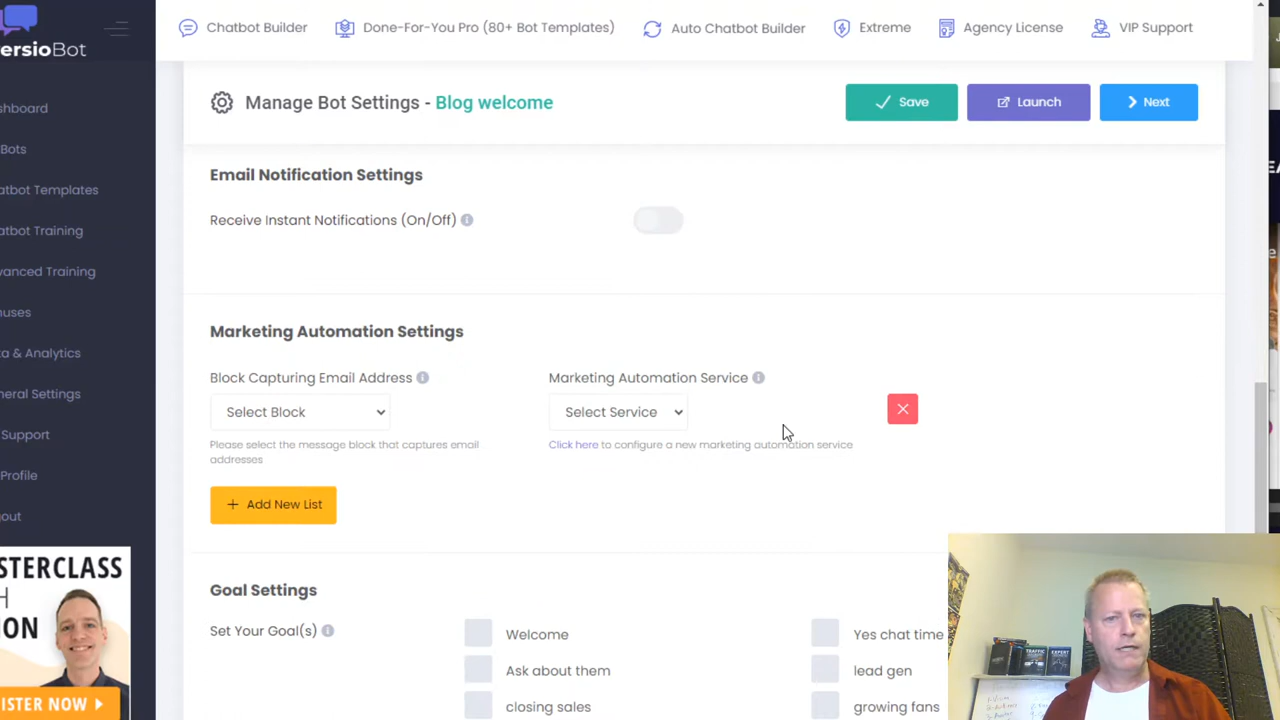 ersioBot
Chatbot Builder
Done-For-You Pro (80+ Bot Templates)
Auto Chatbot Builder
Extreme
Agency License
VIP Support
shboard
Bots
atbot Templates
atbot Training
vanced Training
nuses
ta & Analytics
neral Settings
Support
Profile
gout
STERCLASS
H
ION
ISTER NOW
Manage Bot Settings - Blog welcome
Save
Launch
Next
Email Notification Settings
Receive Instant Notifications (On/Off)
Marketing Automation Settings
Block Capturing Email Address
Marketing Automation Service
Select Block
Select Service
Please select the message block that captures email
addresses
Click here to configure a new marketing automation service
+ Add New List
Goal Settings
Set Your Goal(s)
Welcome
Yes chat time
Ask about them
lead gen
closing sales
growing fans
TRAFFIC
EXPERT